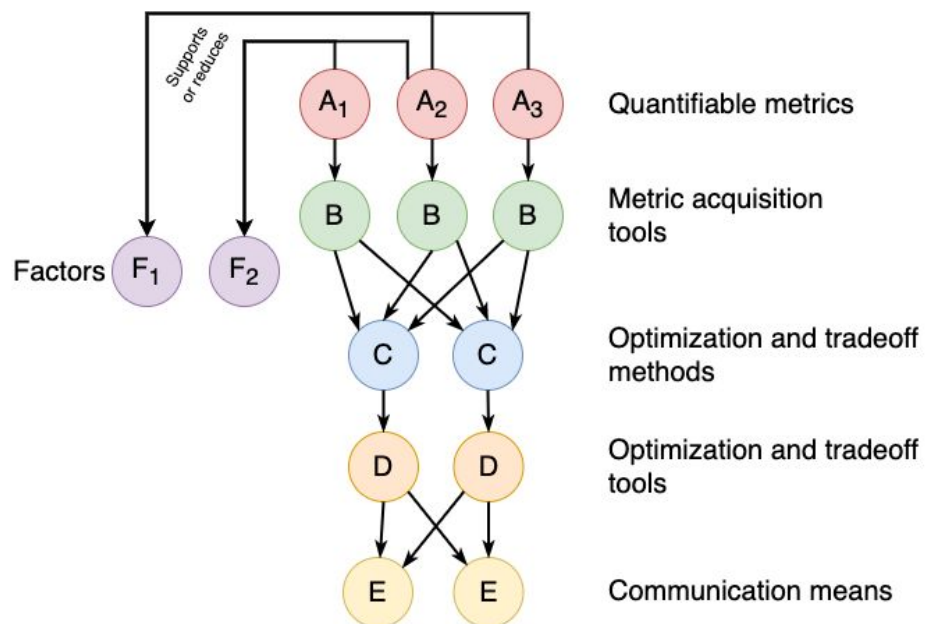 Supports
or reduces
A1
A2
A3
Quantifiable metrics
B
B
B
Metric acquisition
tools
Factors
F1
F2
C
C
Optimization and tradeoff
methods
D
D
Optimization and tradeoff
tools
E
E
Communication means